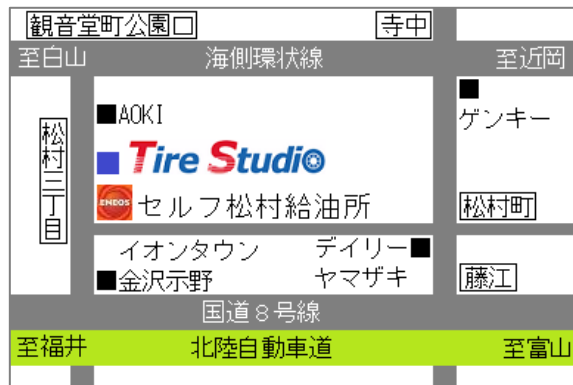 観音堂町公園口
寺中
至白山
海側環状線
至近岡
松村三丁目
AOKI
Tire Studio
ENEOS
セルフ松村給油所
ゲンキー
松村町
イオンタウン
金沢示野
デイリー
ヤマザキ
藤江
国道8号線
至福井
北陸自動車道
至富山